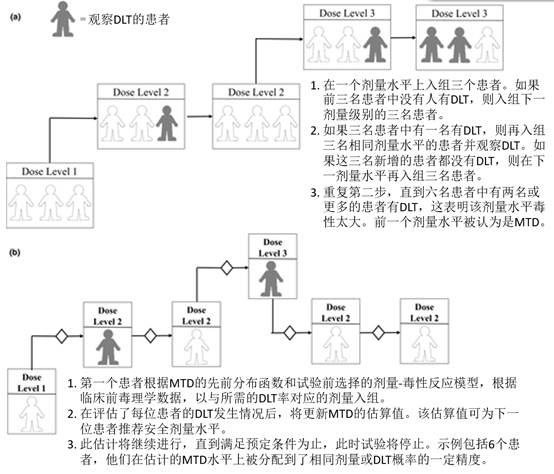 (a)
= 观察DLT的患者
Dose Level 3
Dose Level 3
Dose Level 2
Dose Level 2
Dose Level 1
1. 在一个剂量水平上入组三个患者。如果
前三名患者中没有人有DLT，则入组下一
剂量级别的三名患者。
2. 如果三名患者中有一名有DLT，则再入组
三名相同剂量水平的患者并观察DLT。如
果这三名新增的患者都没有DLT，则在下
一剂量水平再入组三名患者。
3. 重复第二步，直到六名患者中有两名或
更多的患者有DLT，这表明该剂量水平毒
性太大。前一个剂量水平被认为是MTD。
(b)
Dose
Level 3
Dose
Level 2
Dose
Level 2
Dose
Level 2
Dose
Level 2
Dose
Level 1
1. 第一个患者根据MTD的先前分布函数和试验前选择的剂量-毒性反应模型，根据
临床前毒理学数据，以与所需的DLT率对应的剂量入组。
2. 在评估了每位患者的DLT发生情况后，将更新MTD的估算值。该估算值可为下一
位患者推荐安全剂量水平。
3. 此估计将继续进行，直到满足预定条件为止，此时试验将停止。示例包括6个患
者，他们在估计的MTD水平上被分配到了相同剂量或DLT概率的一定精度。